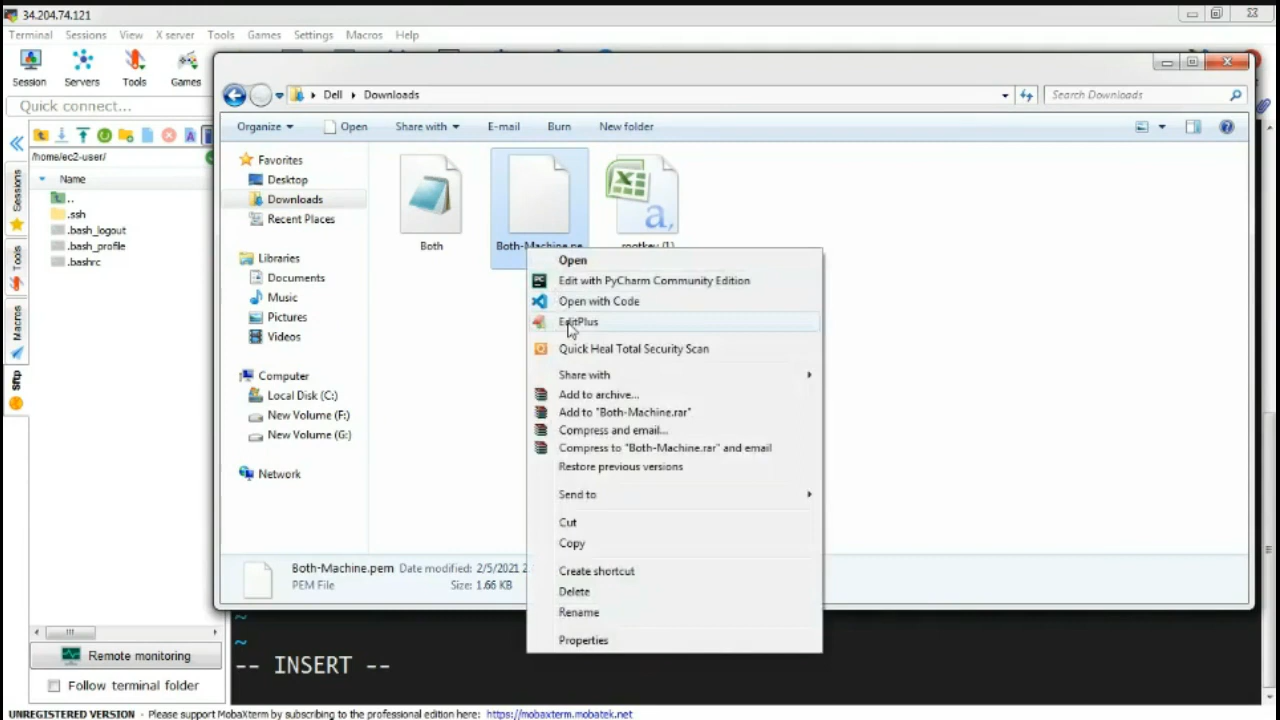 34.204.74.121
Terminal Sessions View X server Tools Games Settings Macros Help
Session Servers Tools Games
Quick connect...
Dell Downloads
Search Downloads
Organize Open Share with E-mail Burn New folder
/home/ec2-user/
Name
..
.ssh
.bash_logout
.bash_profile
.bashrc
Sessions
Tools
Macros
Sftp
Favorites
Desktop
Downloads
Recent Places
Libraries
Documents
Music
Pictures
Videos
Computer
Local Disk (C:)
New Volume (F:)
New Volume (G:)
Network
Both
Both-Machine.pe
rootkey (1)
Open
Edit with PyCharm Community Edition
Open with Code
EditPlus
Quick Heal Total Security Scan
Share with
Add to archive...
Add to "Both-Machine.rar"
Compress and email...
Compress to "Both-Machine.rar" and email
Restore previous versions
Send to
Cut
Copy
Create shortcut
Delete
Rename
Properties
Both-Machine.pem Date modified: 2/5/2021 2
PEM File Size: 1.66 KB
~
~
-- INSERT --
Remote monitoring
Follow terminal folder
UNREGISTERED VERSION - Please support MobaXterm by subscribing to the professional edition here: https://mobaxterm.mobatek.net